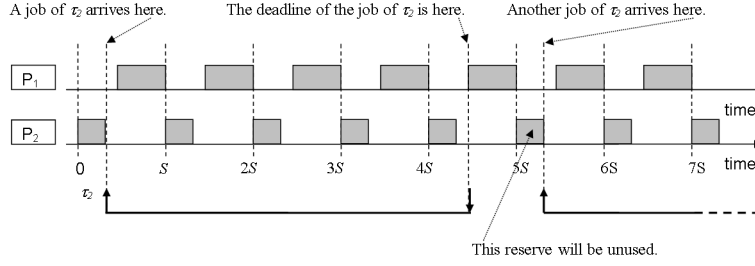 A job of τ2 arrives here.
The deadline of the job of τ2 is here.
Another job of τ2 arrives here.
P1
time
P2
0
S
2S
3S
4S
5S
6S
7S
time
τ2
This reserve will be unused.